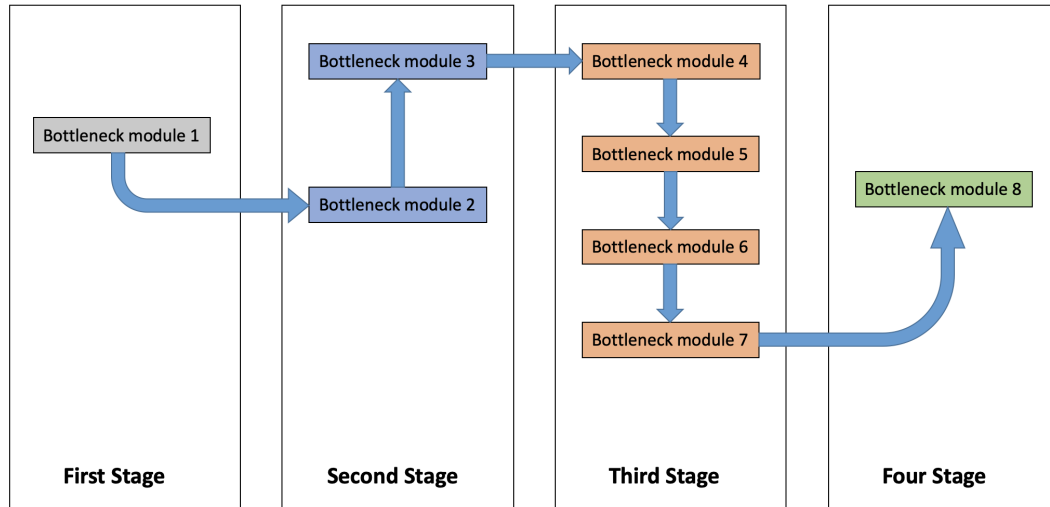 Bottleneck module 1
Bottleneck module 2
Bottleneck module 3
Bottleneck module 4
Bottleneck module 5
Bottleneck module 6
Bottleneck module 7
Bottleneck module 8
First Stage
Second Stage
Third Stage
Four Stage